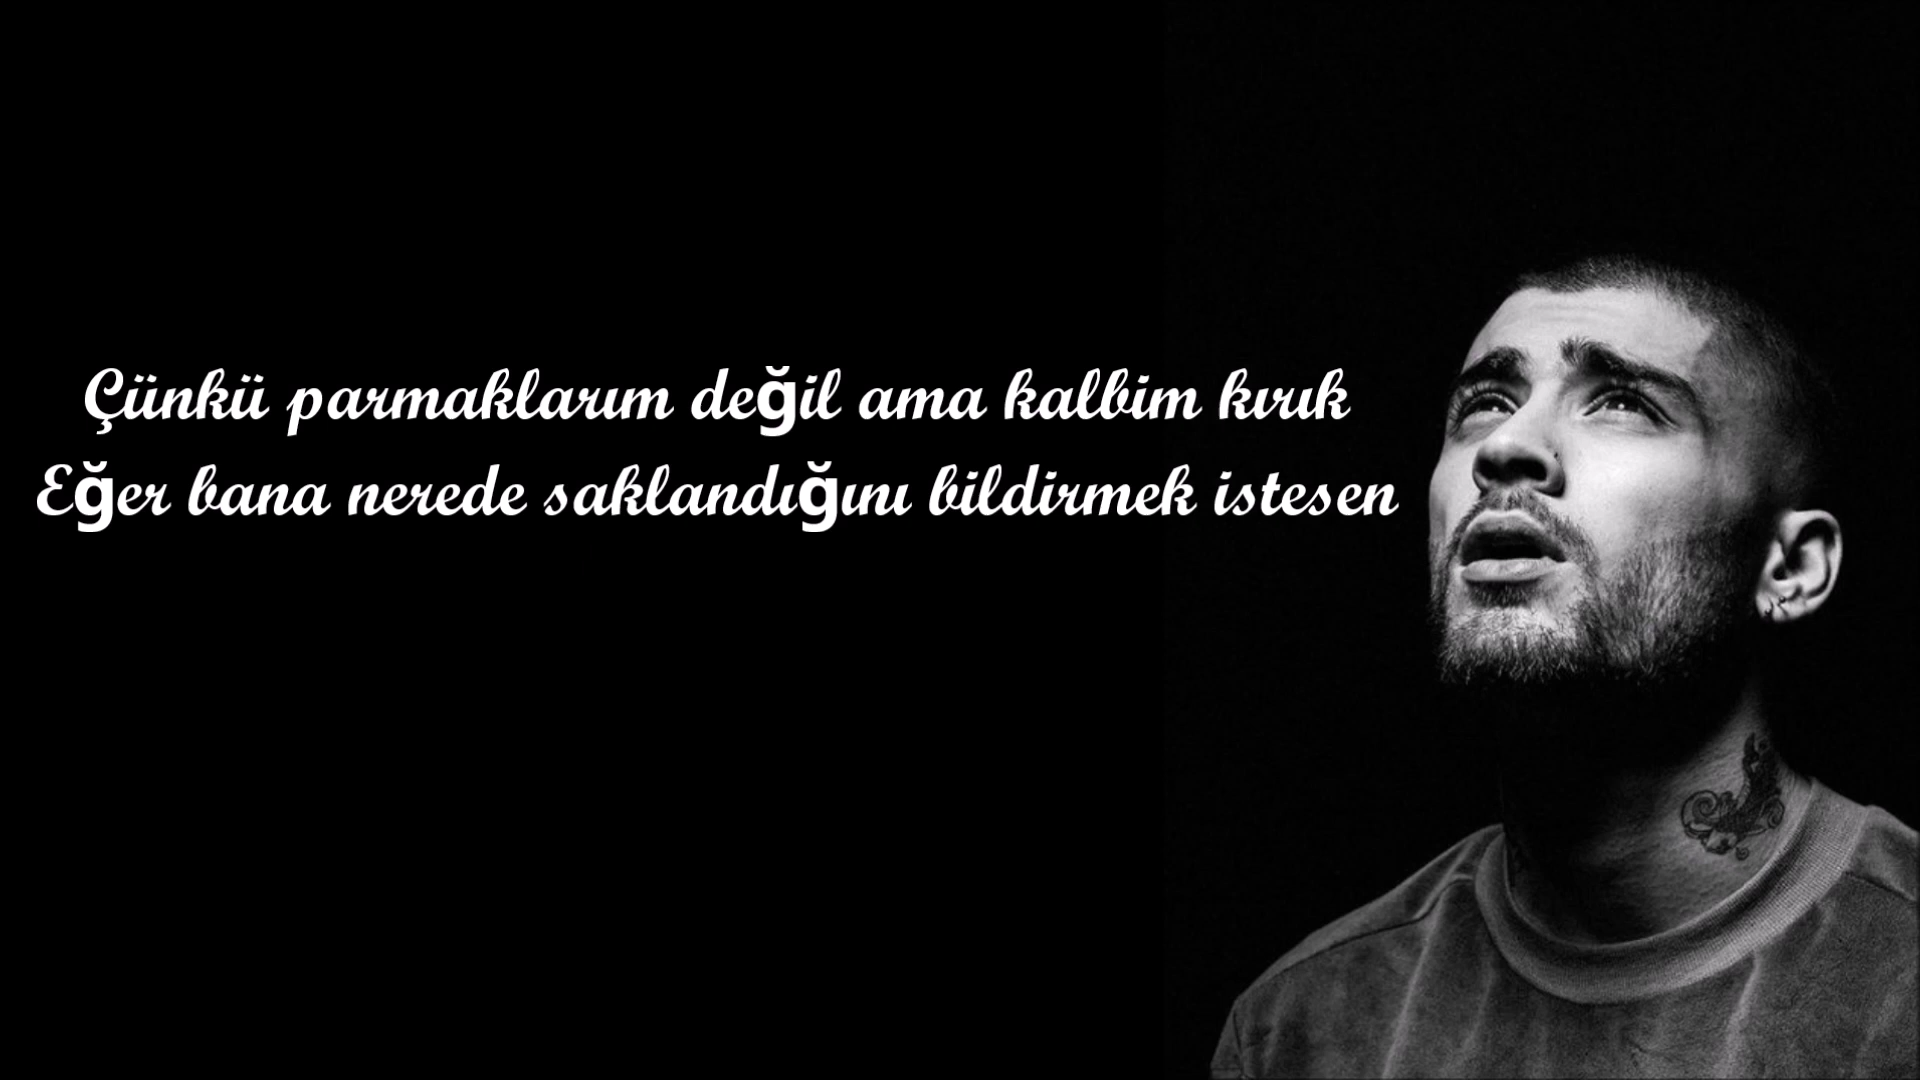 Çünkü parmaklarım değil ama kalbim kırık
Eğer bana nerede saklandığını bildirmek istesen